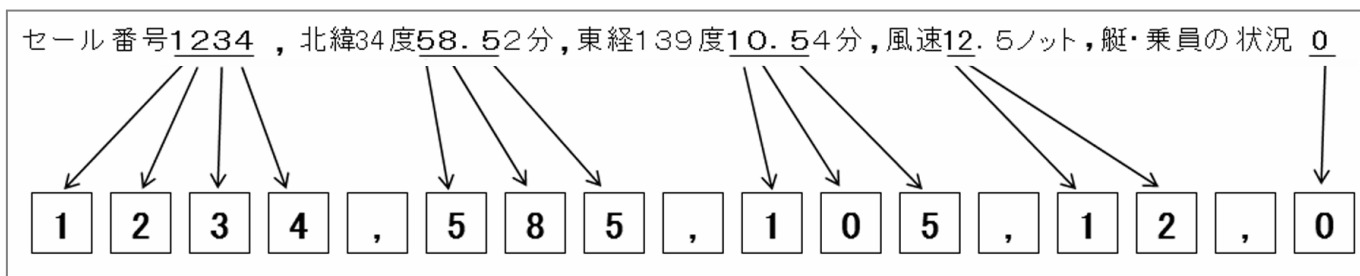 セール番号1234 , 北緯34度58.52分,東経139度10.54分,風速12.5ノット,艇・乗員の状況 0
1 2 3 4 , 5 8 5 , 1 0 5 , 1 2 , 0